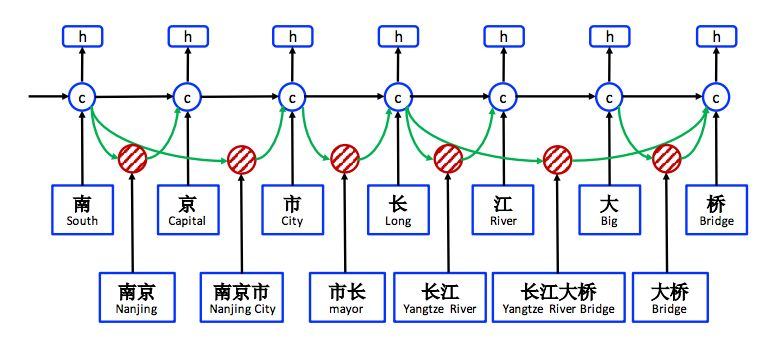 h h h h h h h
c c c c c c c
南 京 市 长 江 大 桥
South Capital City Long River Big Bridge
南京 南京市 市长 长江 长江大桥 大桥
Nanjing Nanjing City mayor Yangtze River Yangtze River Bridge Bridge